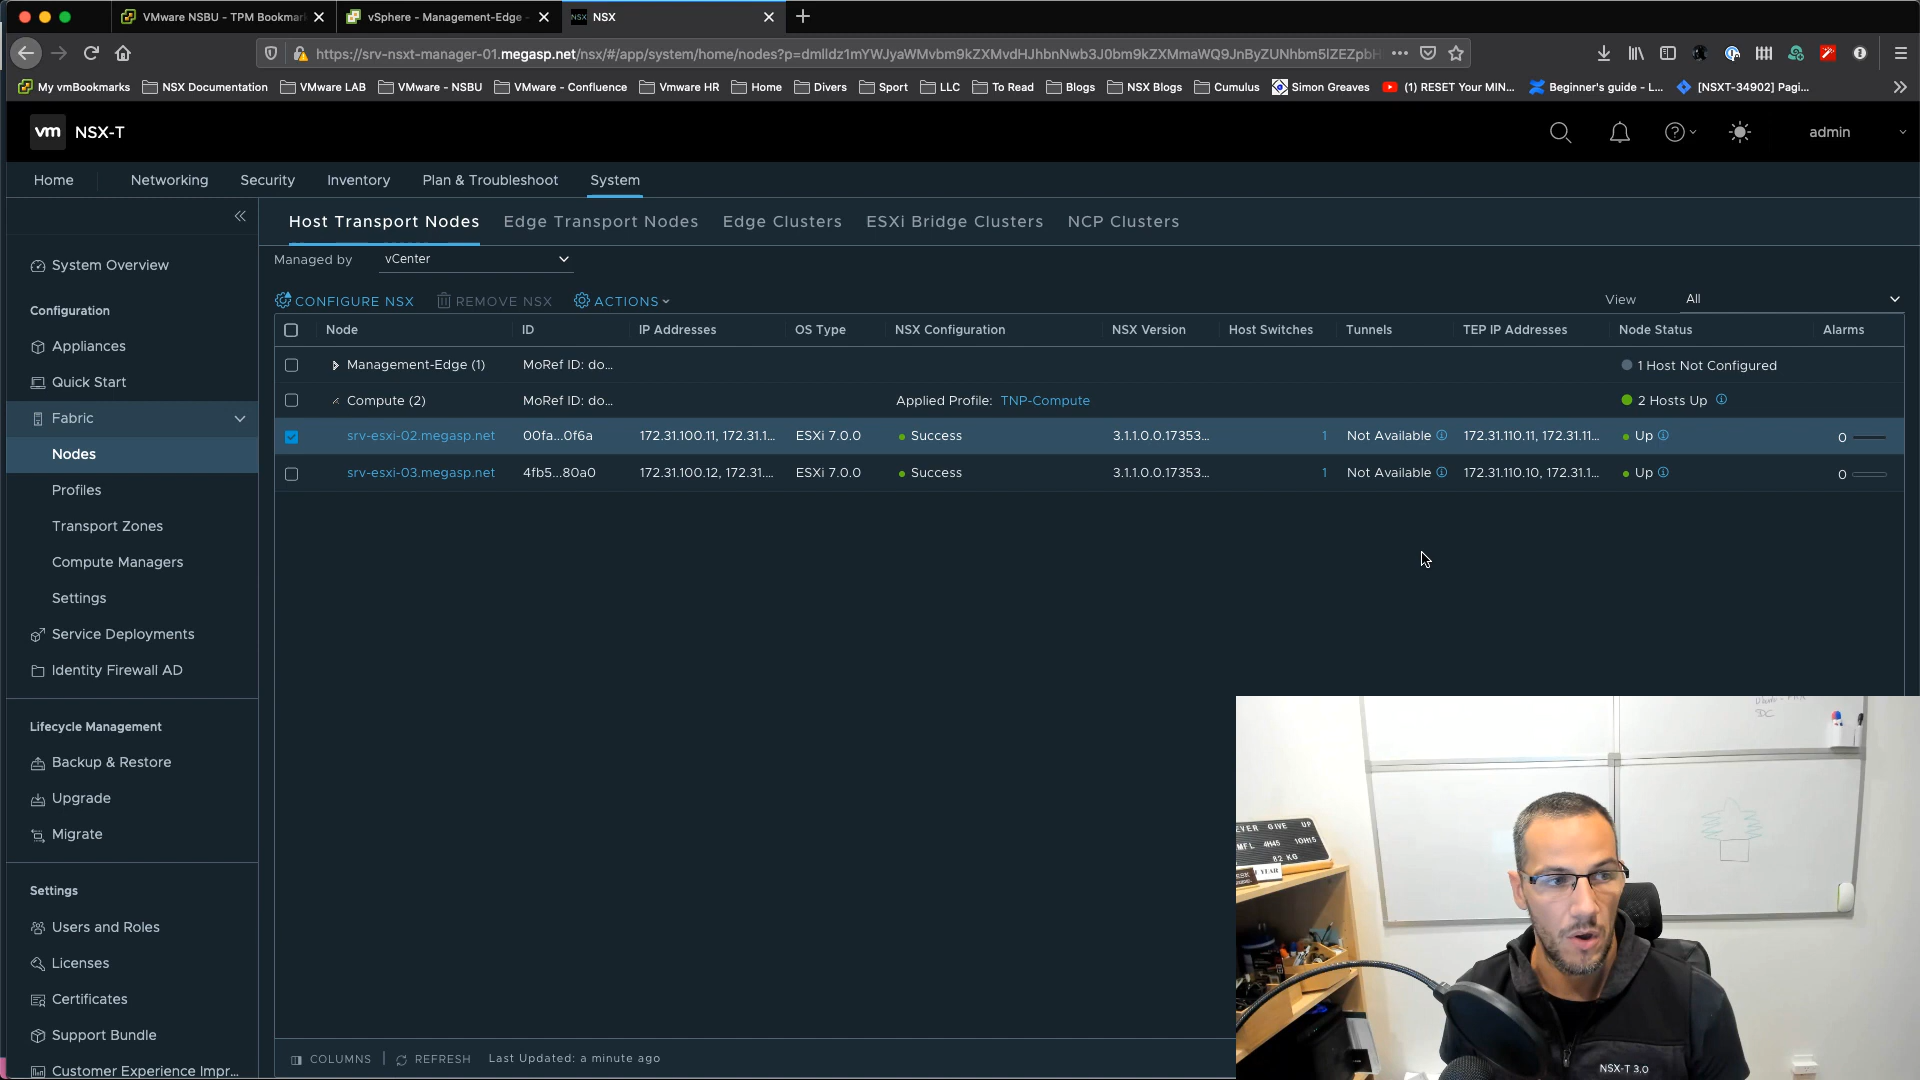 VMware NSBU - TPM Bookmar
vSphere - Management-Edge -
NSX NSX
https://srv-nsxt-manager-01.megasp.net/nsx/#/app/system/home/nodes?p=dmlldz1mYWJyaWMvbm9kZXMvdHJhbnNwb3J0bm9kZXMmaWQ9JnByZUNhbm5lZEZpbH
My vmBookmarks NSX Documentation VMware LAB VMware - NSBU VMware - Confluence Vmware HR Home Divers Sport LLC To Read Blogs NSX Blogs Cumulus Simon Greaves (1) RESET Your MIN... Beginner's guide - L... [NSXT-34902] Pagi...
vm NSX-T
admin
Home Networking Security Inventory Plan & Troubleshoot System
Host Transport Nodes Edge Transport Nodes Edge Clusters ESXi Bridge Clusters NCP Clusters
Managed by vCenter
CONFIGURE NSX REMOVE NSX ACTIONS
View All
Node ID IP Addresses OS Type NSX Configuration NSX Version Host Switches Tunnels TEP IP Addresses Node Status Alarms
Management-Edge (1) MoRef ID: do... 1 Host Not Configured
Compute (2) MoRef ID: do... Applied Profile: TNP-Compute 2 Hosts Up
srv-esxi-02.megasp.net 00fa...0f6a 172.31.100.11, 172.31.1... ESXi 7.0.0 Success 3.1.1.0.0.17353... 1 Not Available 172.31.110.11, 172.31.11... Up 0
srv-esxi-03.megasp.net 4fb5...80a0 172.31.100.12, 172.31.... ESXi 7.0.0 Success 3.1.1.0.0.17353... 1 Not Available 172.31.110.10, 172.31.1... Up 0
System Overview
Configuration
Appliances
Quick Start
Fabric
Nodes
Profiles
Transport Zones
Compute Managers
Settings
Service Deployments
Identity Firewall AD
Lifecycle Management
Backup & Restore
Upgrade
Migrate
Settings
Users and Roles
Licenses
Certificates
Support Bundle
Customer Experience Impr...
COLUMNS REFRESH Last Updated: a minute ago
EVER GIVE UP
MFL 4H45 10H15
82 KG
YEAR
NSX-T 3.0